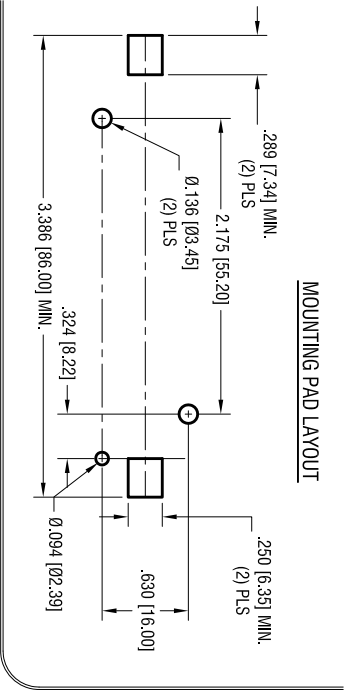 MOUNTING PAD LAYOUT
.289 [7.34] MIN.
(2) PLS
2.175 [55.20]
Ø.136 [Ø3.45]
(2) PLS
.324 [8.22]
3.386 [86.00] MIN.
.250 [6.35] MIN.
(2) PLS
.630 [16.00]
Ø.094 [Ø2.39]